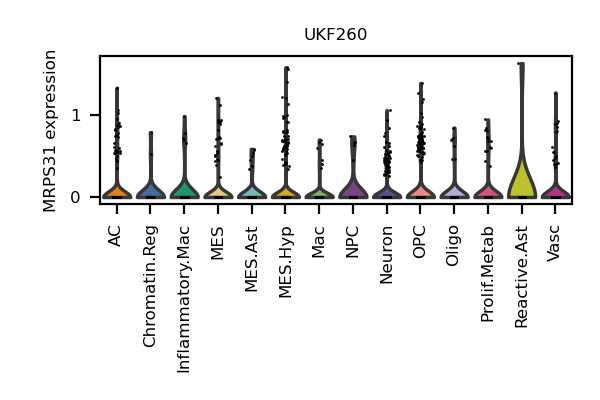 UKF260
MRPS31 expression
1
0
AC
Chromatin.Reg
Inflammatory.Mac
MES
MES.Ast
MES.Hyp
Mac
NPC
Neuron
OPC
Oligo
Prolif.Metab
Reactive.Ast
Vasc